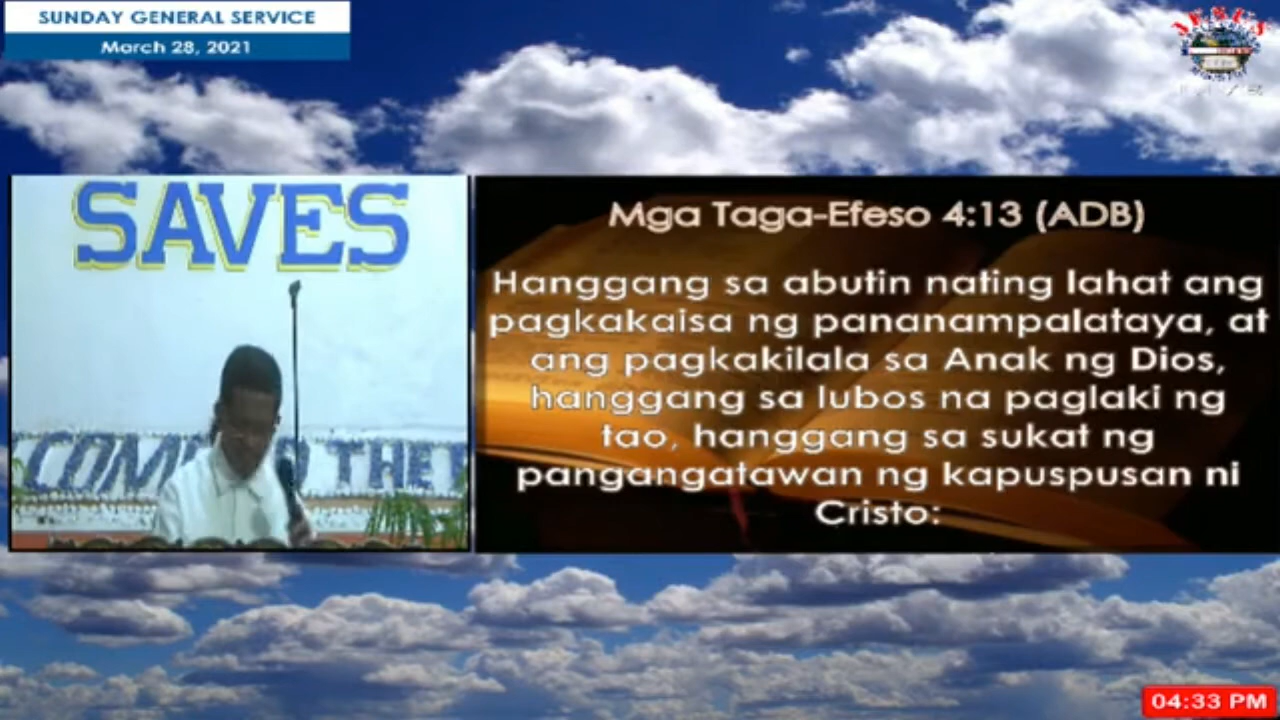 SUNDAY GENERAL SERVICE
March 28, 2021
JESUS
SAVES
THE
Mga Taga-Efeso 4:13 (ADB)
Hanggang sa abutin nating lahat ang
pagkakaisa ng pananampalataya, at
ang pagkakilala sa Anak ng Dios,
hanggang sa lubos na paglaki ng
tao, hanggang sa sukat ng
pangangatawan ng kapuspusan ni
Cristo:
04:33 PM